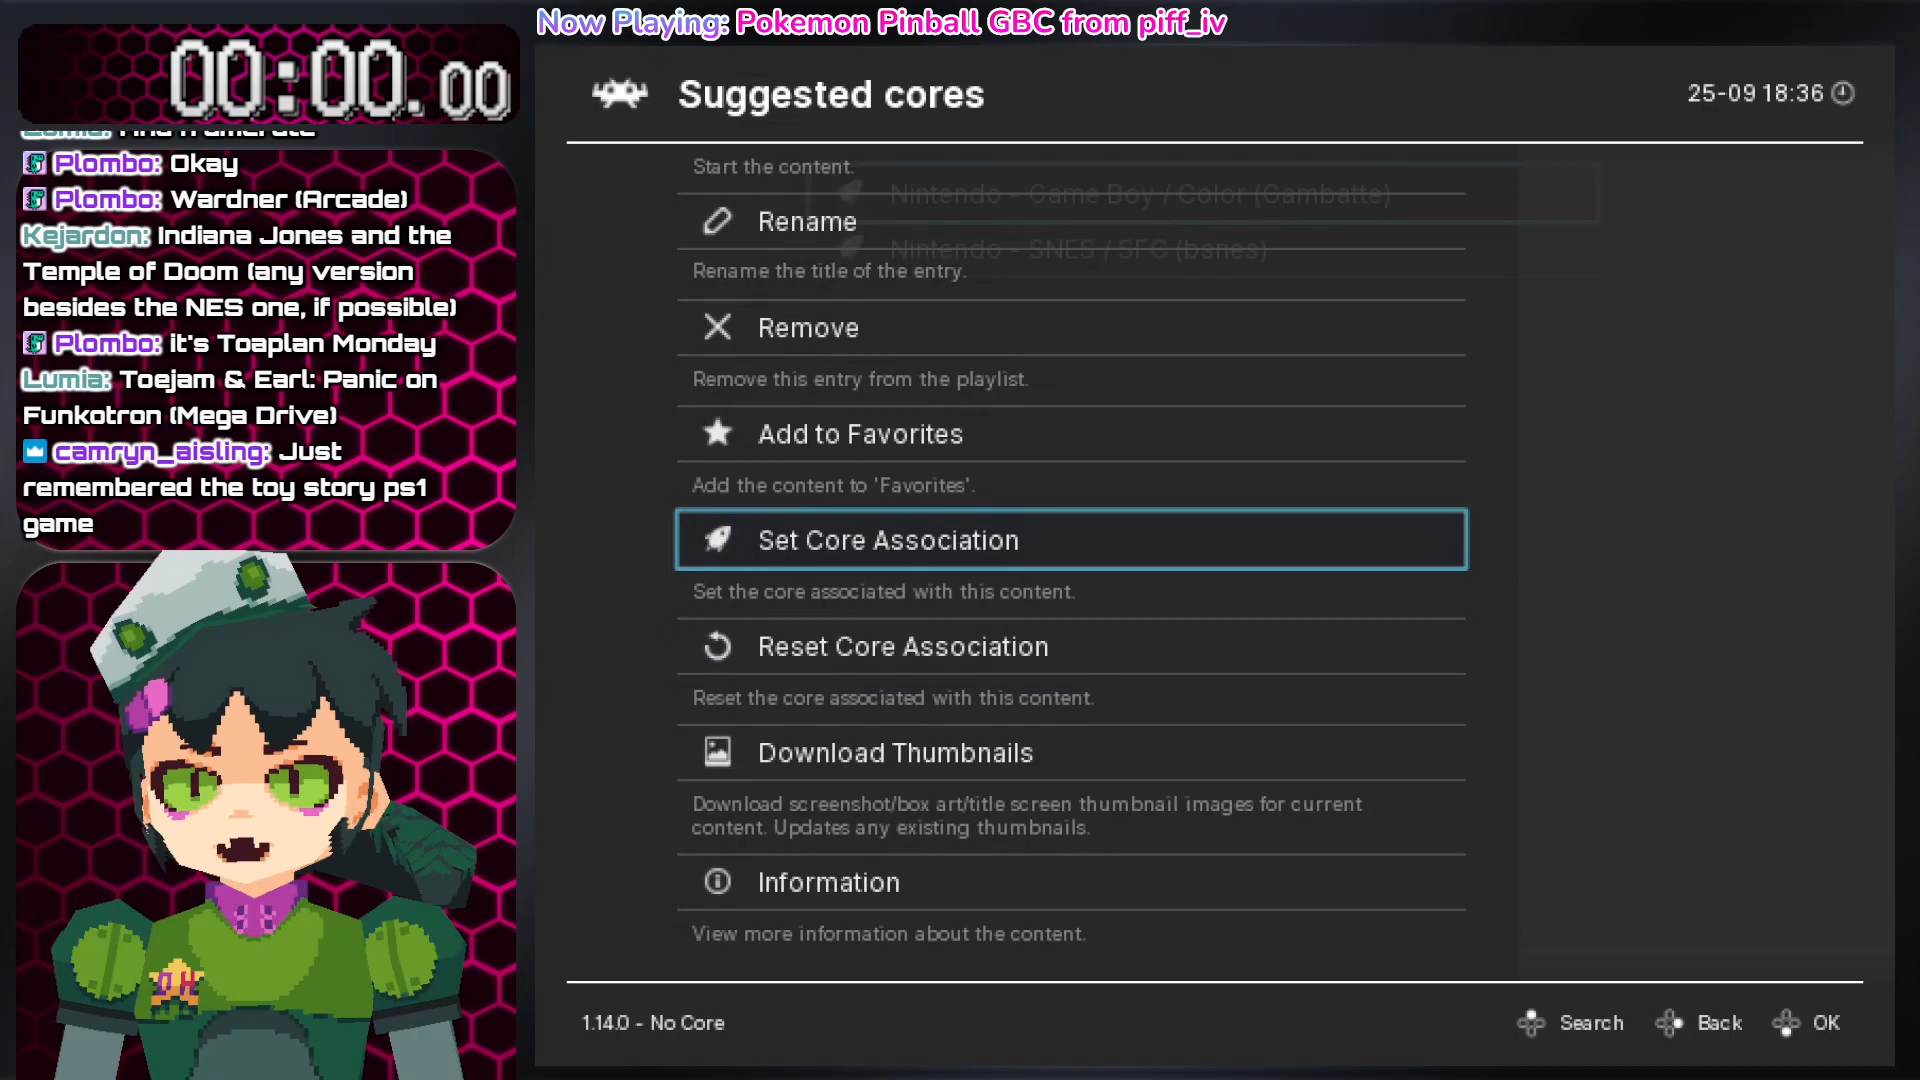 Now Playing: Pokemon Pinball GBC from piff_iv
00:00.00
Plombo: Okay
Plombo: Wardner (Arcade)
Kejardon: Indiana Jones and the
Temple of Doom (any version
besides the NES one, if possible)
Plombo: it's Toaplan Monday
Lumia: Toejam & Earl: Panic on
Funkotron (Mega Drive)
camryn_aisling: Just
remembered the toy story ps1
game
DH
Suggested cores
25-09 18:36
Start the content.
Nintendo - Game Boy / Color (Gambatte)
Rename
Nintendo - SNES / SFC (bsnes)
Rename the title of the entry.
Remove
Remove this entry from the playlist.
Add to Favorites
Add the content to 'Favorites'.
Set Core Association
Set the core associated with this content.
Reset Core Association
Reset the core associated with this content.
Download Thumbnails
Download screenshot/box art/title screen thumbnail images for current
content. Updates any existing thumbnails.
Information
View more information about the content.
1.14.0 - No Core
Search
Back
OK